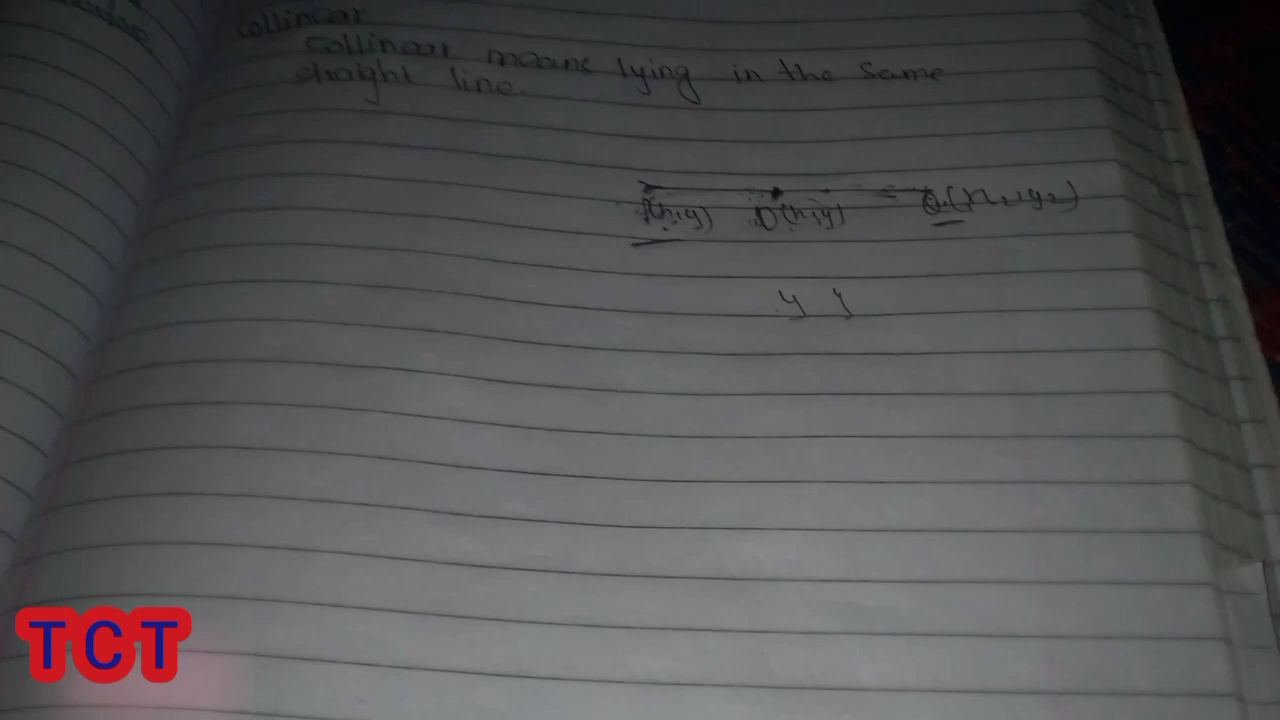 collinear
collinear means lying in the same
straight line.
P(x,y) D(x,y) Q(x2,y2)
TCT